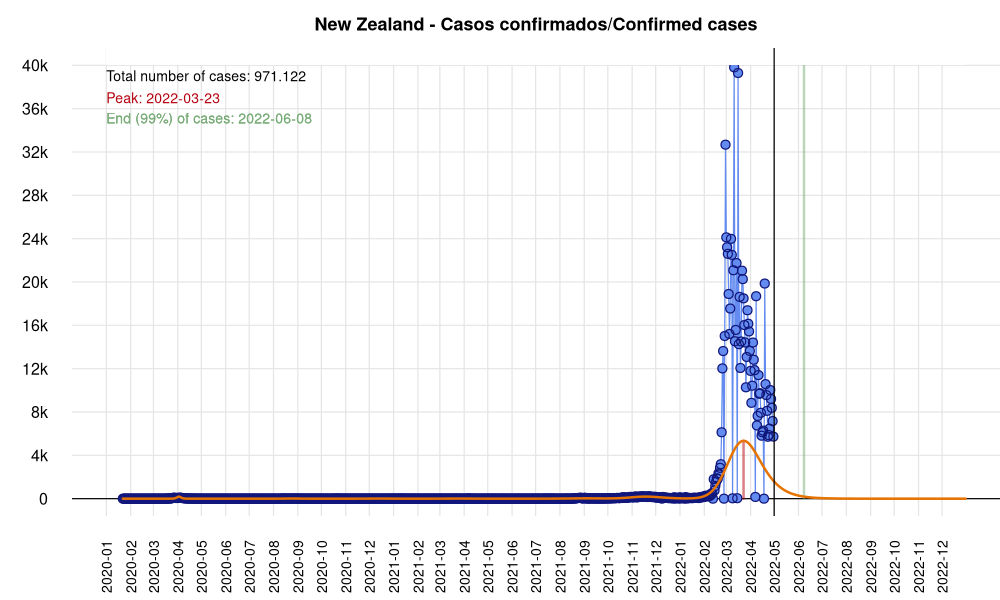 New Zealand - Casos confirmados/Confirmed cases
Total number of cases: 971.122
Peak: 2022-03-23
End (99%) of cases: 2022-06-08
40k
36k
32k
28k
24k
20k
16k
12k
8k
4k
0
2020-01
2020-02
2020-03
2020-04
2020-05
2020-06
2020-07
2020-08
2020-09
2020-10
2020-11
2020-12
2021-01
2021-02
2021-03
2021-04
2021-05
2021-06
2021-07
2021-08
2021-09
2021-10
2021-11
2021-12
2022-01
2022-02
2022-03
2022-04
2022-05
2022-06
2022-07
2022-08
2022-09
2022-10
2022-11
2022-12